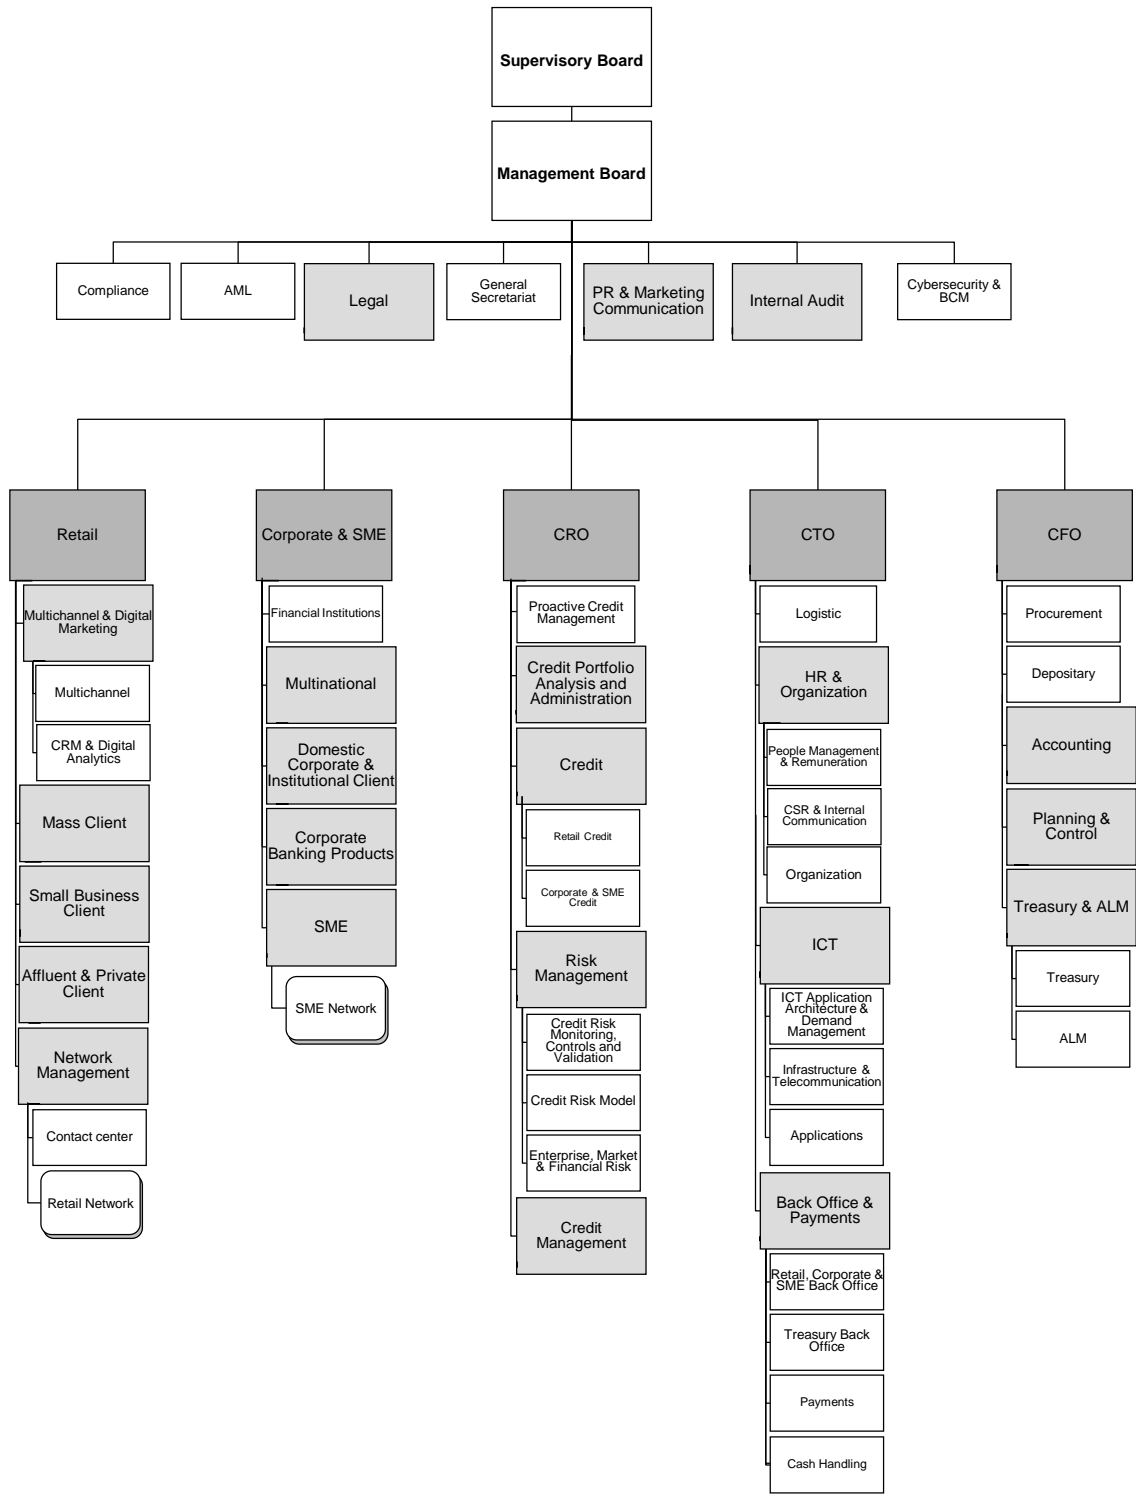 Supervisory Board
Management Board
Compliance
AML
Legal
General
Secretariat
PR & Marketing
Communication
Internal Audit
Cybersecurity &
BCM
Retail
Multichannel & Digital
Marketing
Multichannel
CRM & Digital
Analytics
Mass Client
Small Business
Client
Affluent & Private
Client
Network
Management
Contact center
Retail Network
Corporate & SME
Financial Institutions
Multinational
Domestic
Corporate &
Institutional Client
Corporate
Banking Products
SME
SME Network
CRO
Proactive Credit
Management
Credit Portfolio
Analysis and
Administration
Credit
Retail Credit
Corporate & SME
Credit
Risk
Management
Credit Risk
Monitoring,
Controls and
Validation
Credit Risk Model
Enterprise, Market
& Financial Risk
Credit
Management
CTO
Logistic
HR &
Organization
People Management
& Remuneration
CSR & Internal
Communication
Organization
ICT
ICT Application
Architecture &
Demand
Management
Infrastructure &
Telecommunication
Applications
Back Office &
Payments
Retail, Corporate &
SME Back Office
Treasury Back
Office
Payments
Cash Handling
CFO
Procurement
Depositary
Accounting
Planning &
Control
Treasury & ALM
Treasury
ALM